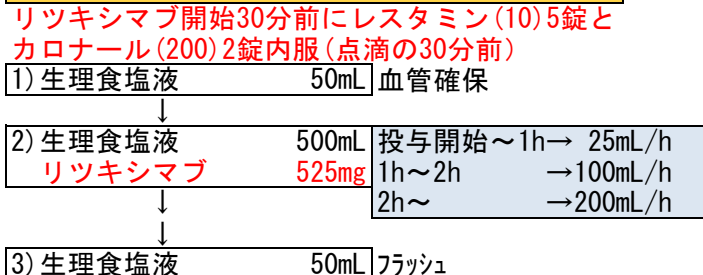 リツキシマブ開始30分前にレスタミン(10)5錠と
カロナール(200)2錠内服(点滴の30分前)
1)生理食塩液 50mL 血管確保
↓
2)生理食塩液 500mL 投与開始～1h→ 25mL/h
リツキシマブ 525mg 1h～2h →100mL/h
↓ 2h～ →200mL/h
↓
3)生理食塩液 50mL フラッシュ